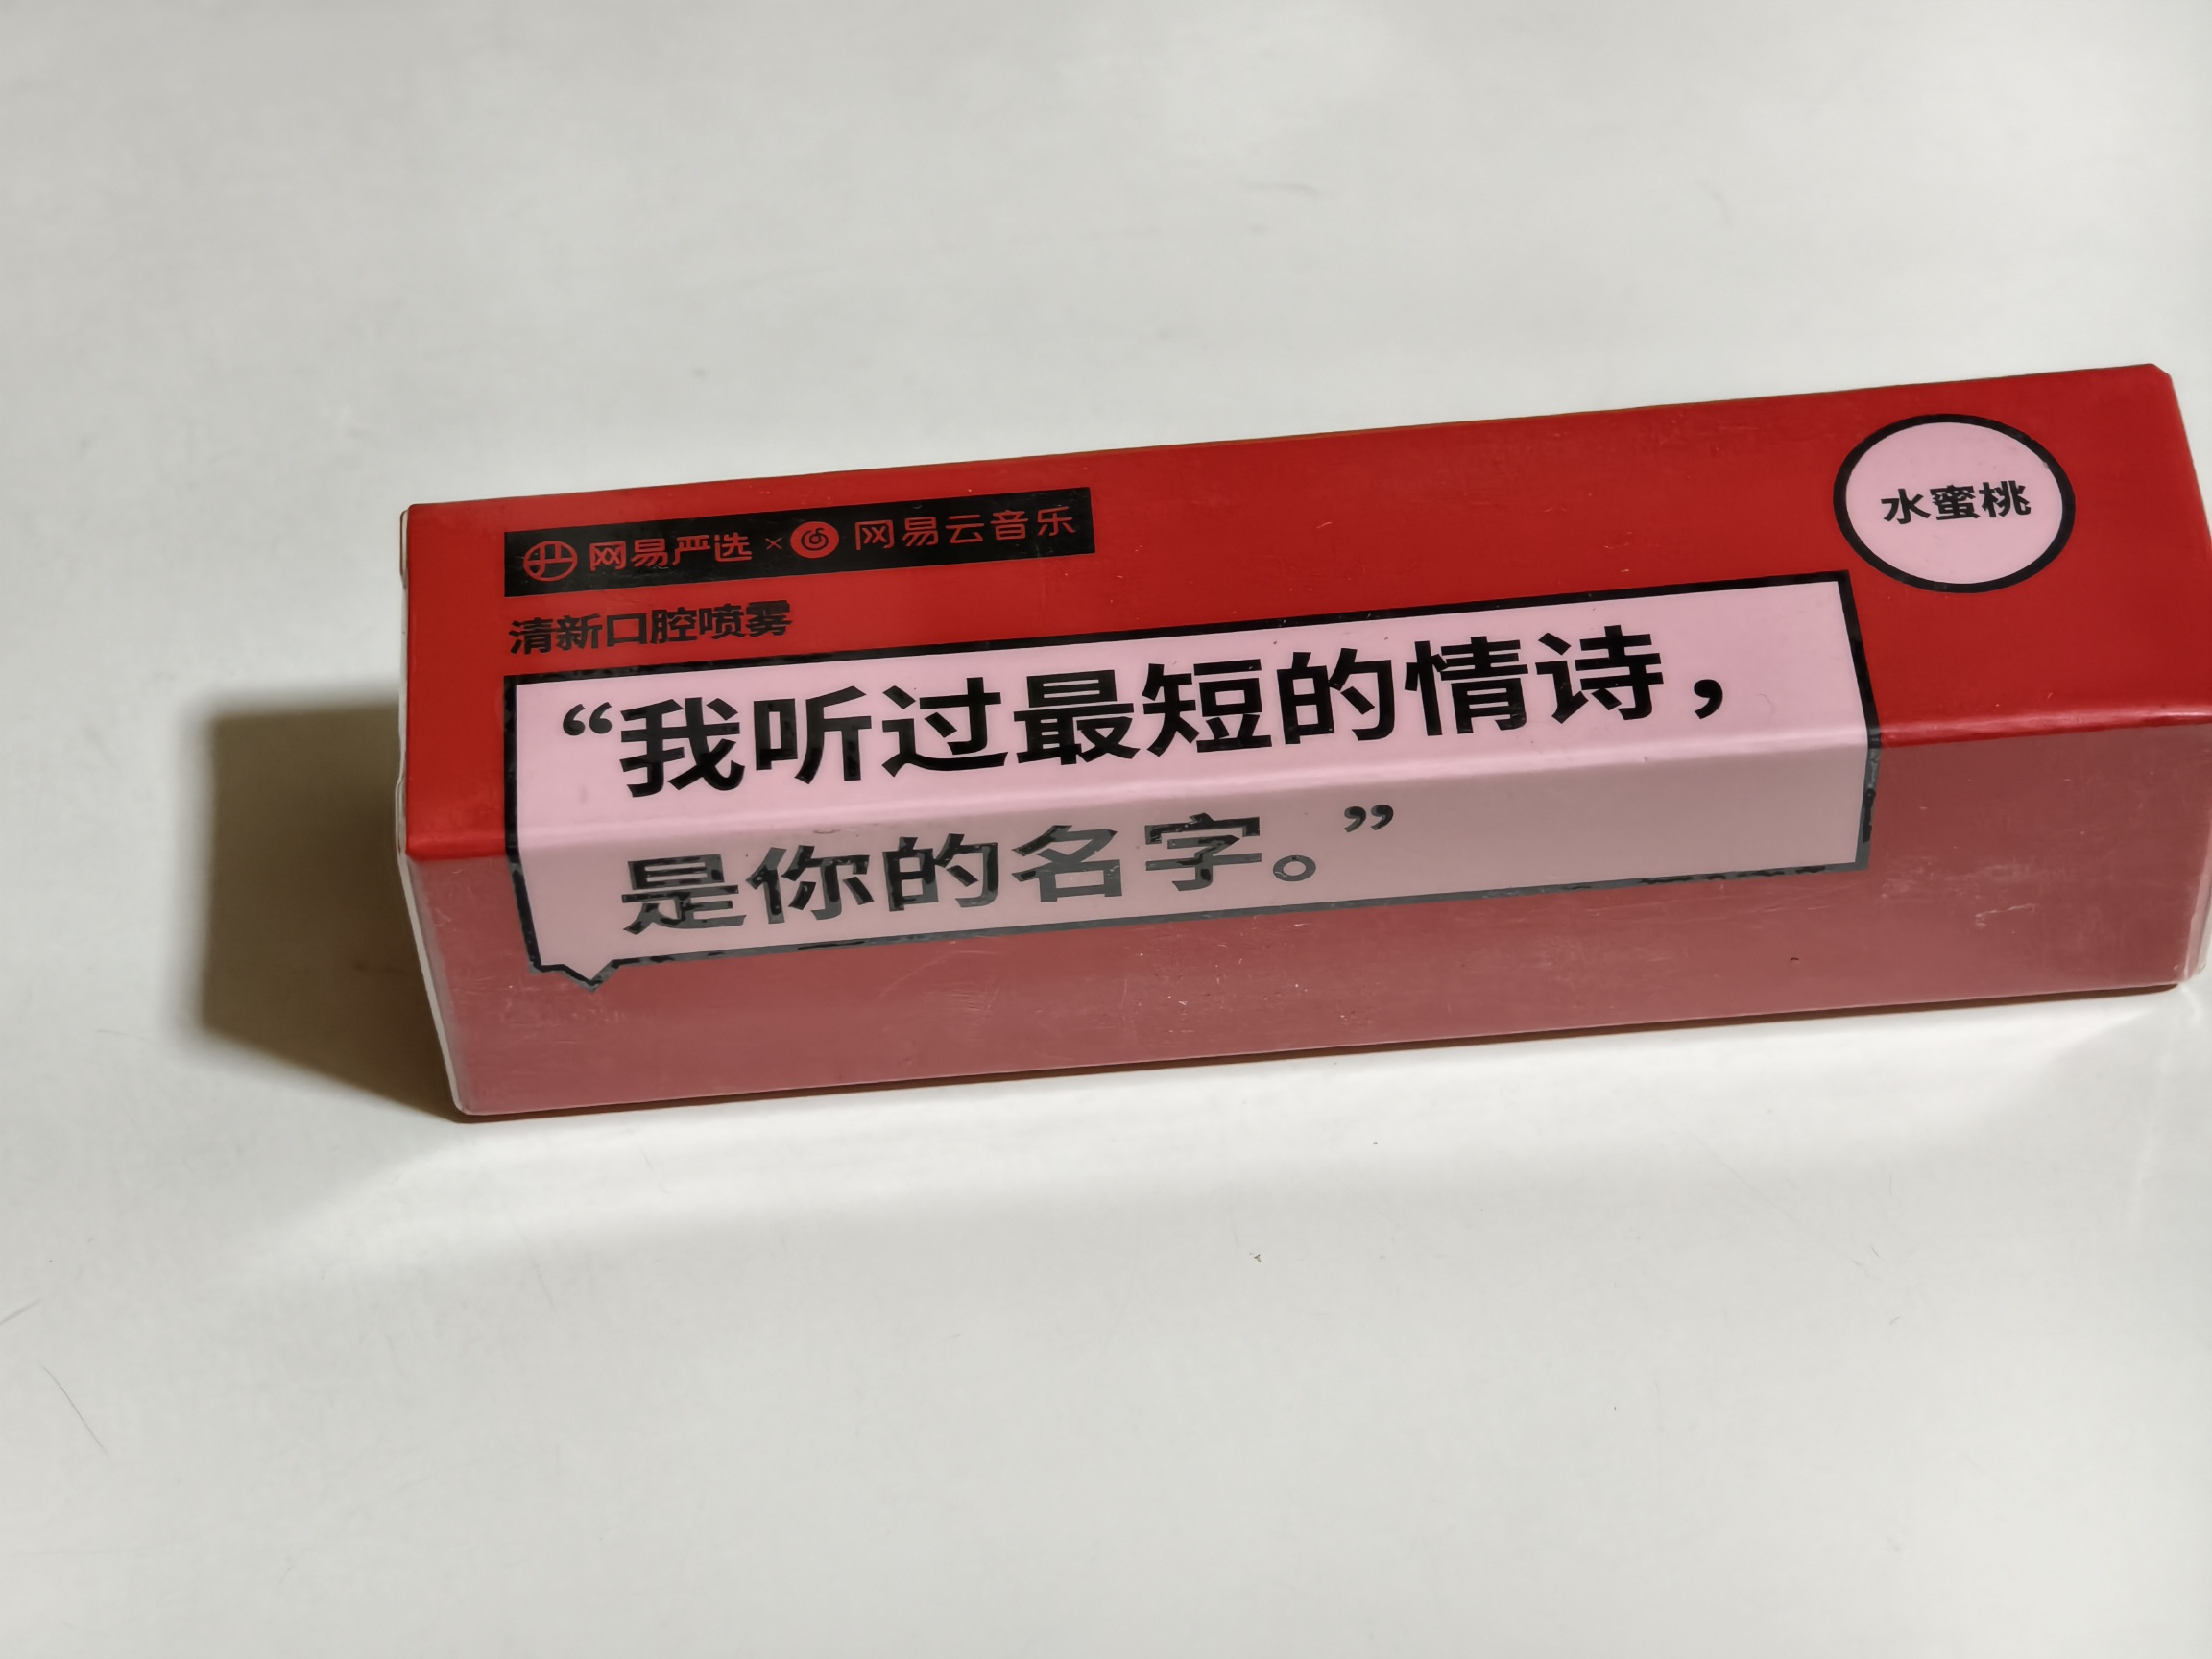 网易严选×网易云音乐
水蜜桃
清新口腔喷雾
“我听过最短的情诗，
是你的名字。”